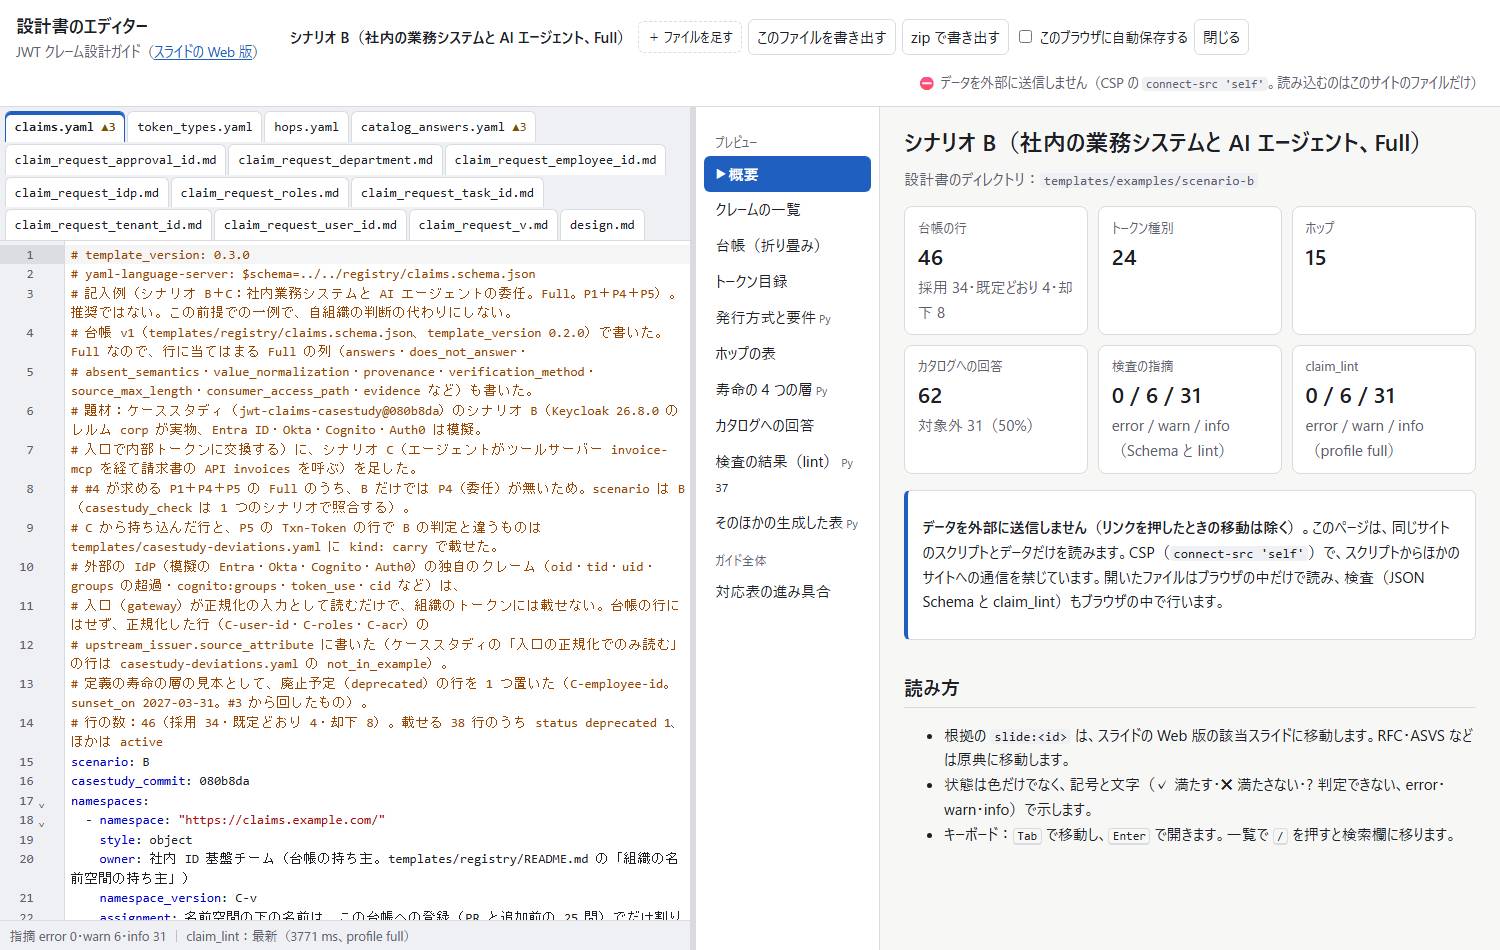 設計書のエディター
JWT クレーム設計ガイド（スライドの Web 版）
シナリオ B（社内の業務システムと AI エージェント、Full）
＋ ファイルを足す
このファイルを書き出す
zip で書き出す
このブラウザに自動保存する
閉じる
⛔ データを外部に送信しません（CSP の connect-src 'self'。読み込むのはこのサイトのファイルだけ）
claims.yaml ▲3
token_types.yaml
hops.yaml
catalog_answers.yaml ▲3
claim_request_approval_id.md
claim_request_department.md
claim_request_employee_id.md
claim_request_idp.md
claim_request_roles.md
claim_request_task_id.md
claim_request_tenant_id.md
claim_request_user_id.md
claim_request_v.md
design.md
1 # template_version: 0.3.0
2 # yaml-language-server: $schema=../../registry/claims.schema.json
3 # 記入例（シナリオ B＋C：社内業務システムと AI エージェントの委任。Full。P1＋P4＋P5）。
推奨ではない。この前提での一例で、自組織の判断の代わりにしない。
4 # 台帳 v1（templates/registry/claims.schema.json、template_version 0.2.0）で書いた。
Full なので、行に当てはまる Full の列（answers・does_not_answer・
5 # absent_semantics・value_normalization・provenance・verification_method・
source_max_length・consumer_access_path・evidence など）も書いた。
6 # 題材：ケーススタディ（jwt-claims-casestudy@080b8da）のシナリオ B（Keycloak 26.8.0 の
レルム corp が実物、Entra ID・Okta・Cognito・Auth0 は模擬。
7 # 入口で内部トークンに交換する）に、シナリオ C（エージェントがツールサーバー invoice-
mcp を経て請求書の API invoices を呼ぶ）を足した。
8 # #4 が求める P1＋P4＋P5 の Full のうち、B だけでは P4（委任）が無いため。scenario は B
（casestudy_check は 1 つのシナリオで照合する）。
9 # C から持ち込んだ行と、P5 の Txn-Token の行で B の判定と違うものは
templates/casestudy-deviations.yaml に kind: carry で載せた。
10 # 外部の IdP（模擬の Entra・Okta・Cognito・Auth0）の独自のクレーム（oid・tid・uid・
groups の超過・cognito:groups・token_use・cid など）は、
11 # 入口（gateway）が正規化の入力として読むだけで、組織のトークンには載せない。台帳の行に
はせず、正規化した行（C-user-id・C-roles・C-acr）の
12 # upstream_issuer.source_attribute に書いた（ケーススタディの「入口の正規化でのみ読む」
の行は casestudy-deviations.yaml の not_in_example）。
13 # 定義の寿命の層の見本として、廃止予定（deprecated）の行を 1 つ置いた（C-employee-id。
sunset_on 2027-03-31。#3 から回したもの）。
14 # 行の数：46（採用 34・既定どおり 4・却下 8）。載せる 38 行のうち status deprecated 1、
ほかは active
15 scenario: B
16 casestudy_commit: 080b8da
17 namespaces:
18 - namespace: "https://claims.example.com/"
19 style: object
20 owner: 社内 ID 基盤チーム（台帳の持ち主。templates/registry/README.md の「組織の名
前空間の持ち主」）
21 namespace_version: C-v
22 assignment: 名前空間の下の名前は、この台帳への登録（PR と追加前の 25 問）でだけ割り
指摘 error 0・warn 6・info 31
claim_lint：最新（3771 ms、profile full）
プレビュー
▶概要
クレームの一覧
台帳（折り畳み）
トークン目録
発行方式と要件 Py
ホップの表
寿命の 4 つの層 Py
カタログへの回答
検査の結果（lint） Py
37
そのほかの生成した表 Py
ガイド全体
対応表の進み具合
シナリオ B（社内の業務システムと AI エージェント、Full）
設計書のディレクトリ： templates/examples/scenario-b
台帳の行
46
採用 34・既定どおり 4・却
下 8
トークン種別
24
ホップ
15
カタログへの回答
62
対象外 31（50%）
検査の指摘
0 / 6 / 31
error / warn / info
（Schema と lint）
claim_lint
0 / 6 / 31
error / warn / info
（profile full）
データを外部に送信しません（リンクを押したときの移動は除く）。このページは、同じサイト
のスクリプトとデータだけを読みます。CSP（connect-src 'self'）で、スクリプトからほかの
サイトへの通信を禁じています。開いたファイルはブラウザの中だけで読み、検査（JSON
Schema と claim_lint）もブラウザの中で行います。
読み方
• 根拠の slide:<id> は、スライドの Web 版の該当スライドに移動します。RFC・ASVS など
は原典に移動します。
• 状態は色だけでなく、記号と文字（✓ 満たす・✕ 満たさない・? 判定できない、error・
warn・info）で示します。
• キーボード： Tab で移動し、Enter で開きます。一覧で / を押すと検索欄に移ります。